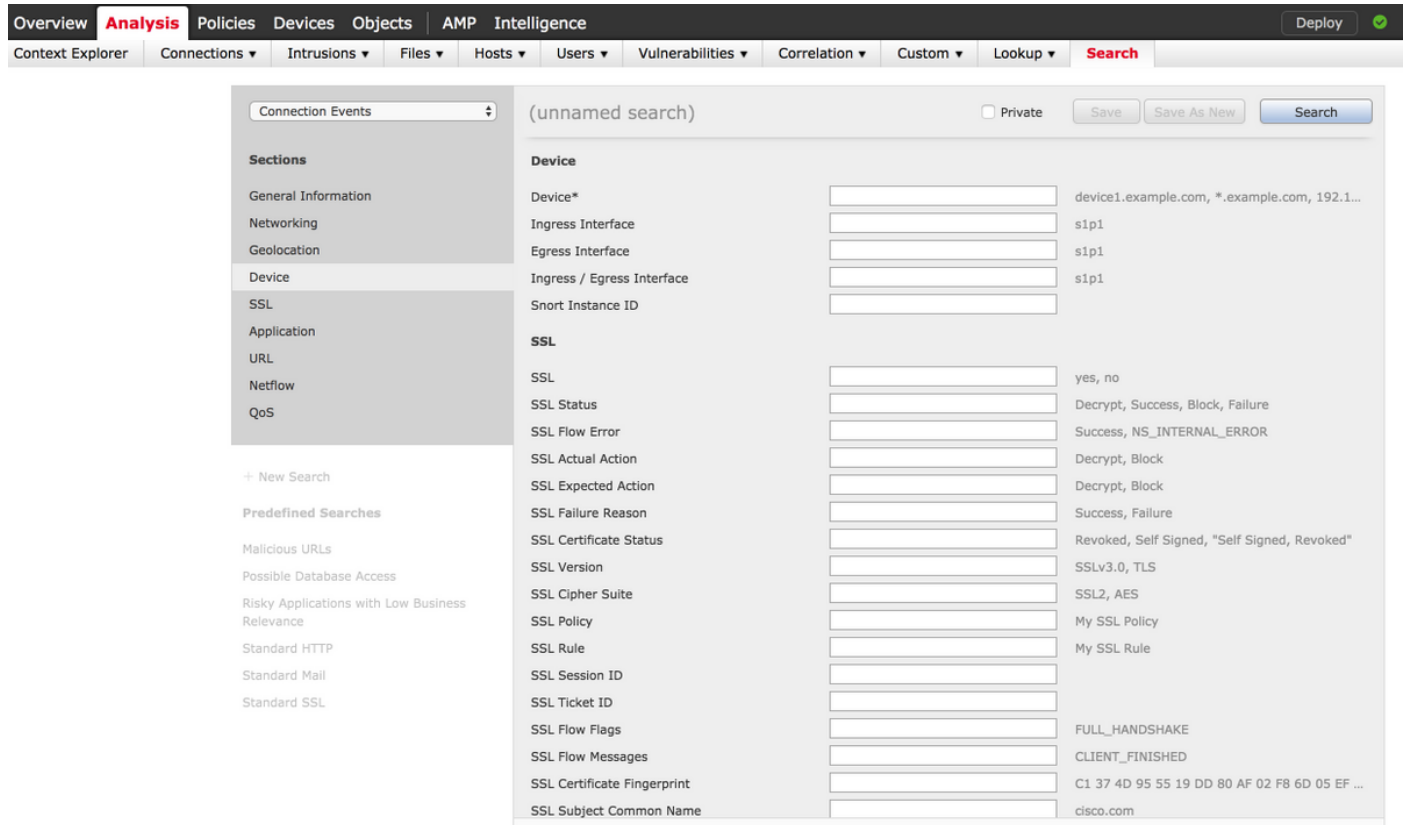 Overview Analysis Policies Devices Objects AMP Intelligence Deploy
Context Explorer Connections ▾ Intrusions ▾ Files ▾ Hosts ▾ Users ▾ Vulnerabilities ▾ Correlation ▾ Custom ▾ Lookup ▾ Search
Connection Events
Sections
General Information
Networking
Geolocation
Device
SSL
Application
URL
Netflow
QoS
+ New Search
Predefined Searches
Malicious URLs
Possible Database Access
Risky Applications with Low Business
Relevance
Standard HTTP
Standard Mail
Standard SSL
(unnamed search) Private Save Save As New Search
Device
Device* device1.example.com, *.example.com, 192.1...
Ingress Interface s1p1
Egress Interface s1p1
Ingress / Egress Interface s1p1
Snort Instance ID
SSL
SSL yes, no
SSL Status Decrypt, Success, Block, Failure
SSL Flow Error Success, NS_INTERNAL_ERROR
SSL Actual Action Decrypt, Block
SSL Expected Action Decrypt, Block
SSL Failure Reason Success, Failure
SSL Certificate Status Revoked, Self Signed, "Self Signed, Revoked"
SSL Version SSLv3.0, TLS
SSL Cipher Suite SSL2, AES
SSL Policy My SSL Policy
SSL Rule My SSL Rule
SSL Session ID
SSL Ticket ID
SSL Flow Flags FULL_HANDSHAKE
SSL Flow Messages CLIENT_FINISHED
SSL Certificate Fingerprint C1 37 4D 95 55 19 DD 80 AF 02 F8 6D 05 EF ...
SSL Subject Common Name cisco.com